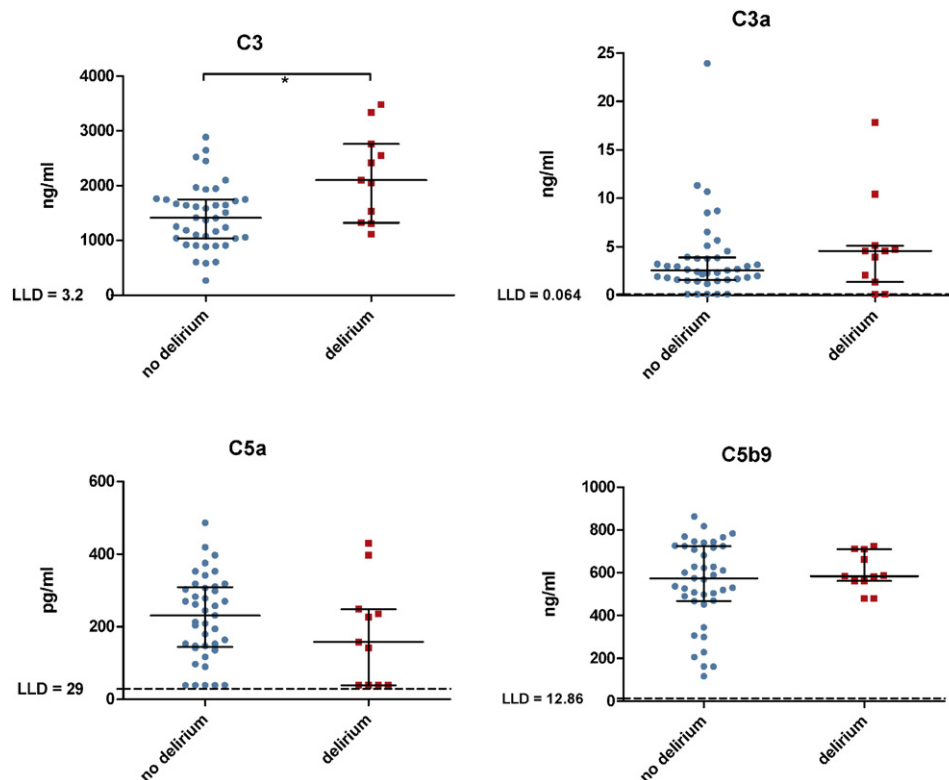 C3
*
4000
3000
2000
1000
0
ng/ml
LLD = 3.2
no delirium
delirium
C3a
25
20
15
10
5
0
ng/ml
LLD = 0.064
no delirium
delirium
C5a
600
400
200
0
pg/ml
LLD = 29
no delirium
delirium
C5b9
1000
800
600
400
200
0
ng/ml
LLD = 12.86
no delirium
delirium